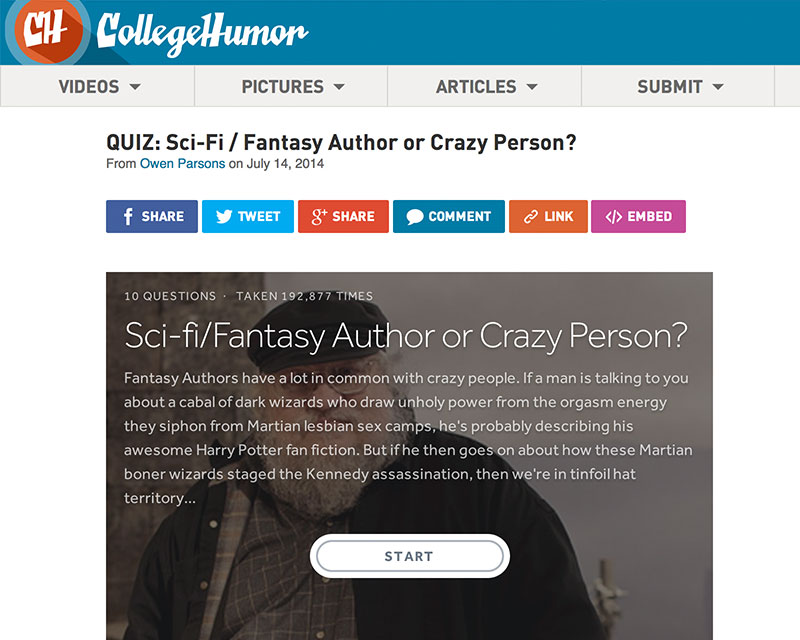 CH CollegeHumor
VIDEOS PICTURES ARTICLES SUBMIT
QUIZ: Sci-Fi / Fantasy Author or Crazy Person?
From Owen Parsons on July 14, 2014
f SHARE TWEET g+ SHARE COMMENT LINK </> EMBED
10 QUESTIONS · TAKEN 192,877 TIMES
Sci-fi/Fantasy Author or Crazy Person?
Fantasy Authors have a lot in common with crazy people. If a man is talking to you
about a cabal of dark wizards who draw unholy power from the orgasm energy
they siphon from Martian lesbian sex camps, he's probably describing his
awesome Harry Potter fan fiction. But if he then goes on about how these Martian
boner wizards staged the Kennedy assassination, then we're in tinfoil hat
territory...
START